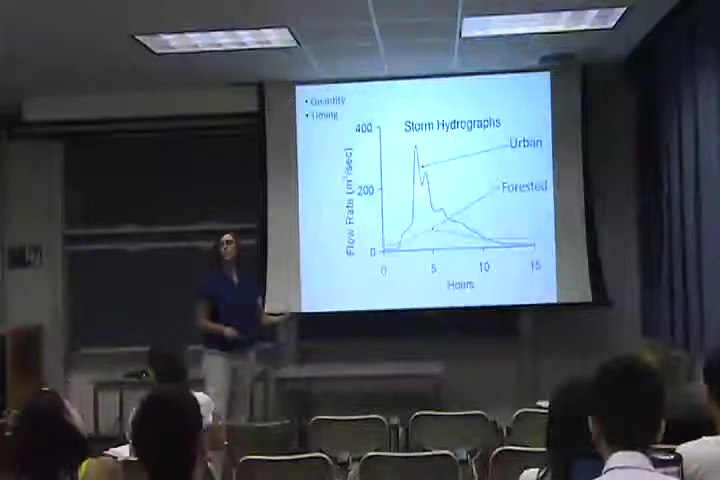 • Quantity
• Timing
Storm Hydrographs
400
Urban
200
Forested
Flow Rate (m³/sec)
0
0 5 10 15
Hours